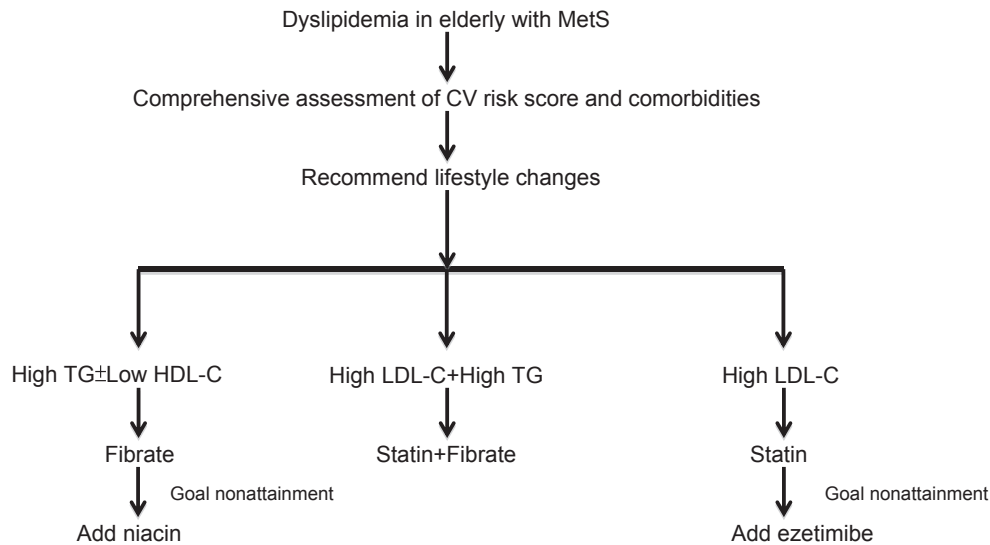 Dyslipidemia in elderly with MetS
Comprehensive assessment of CV risk score and comorbidities
Recommend lifestyle changes
High TG±Low HDL-C
High LDL-C+High TG
High LDL-C
Fibrate
Statin+Fibrate
Statin
Goal nonattainment
Goal nonattainment
Add niacin
Add ezetimibe